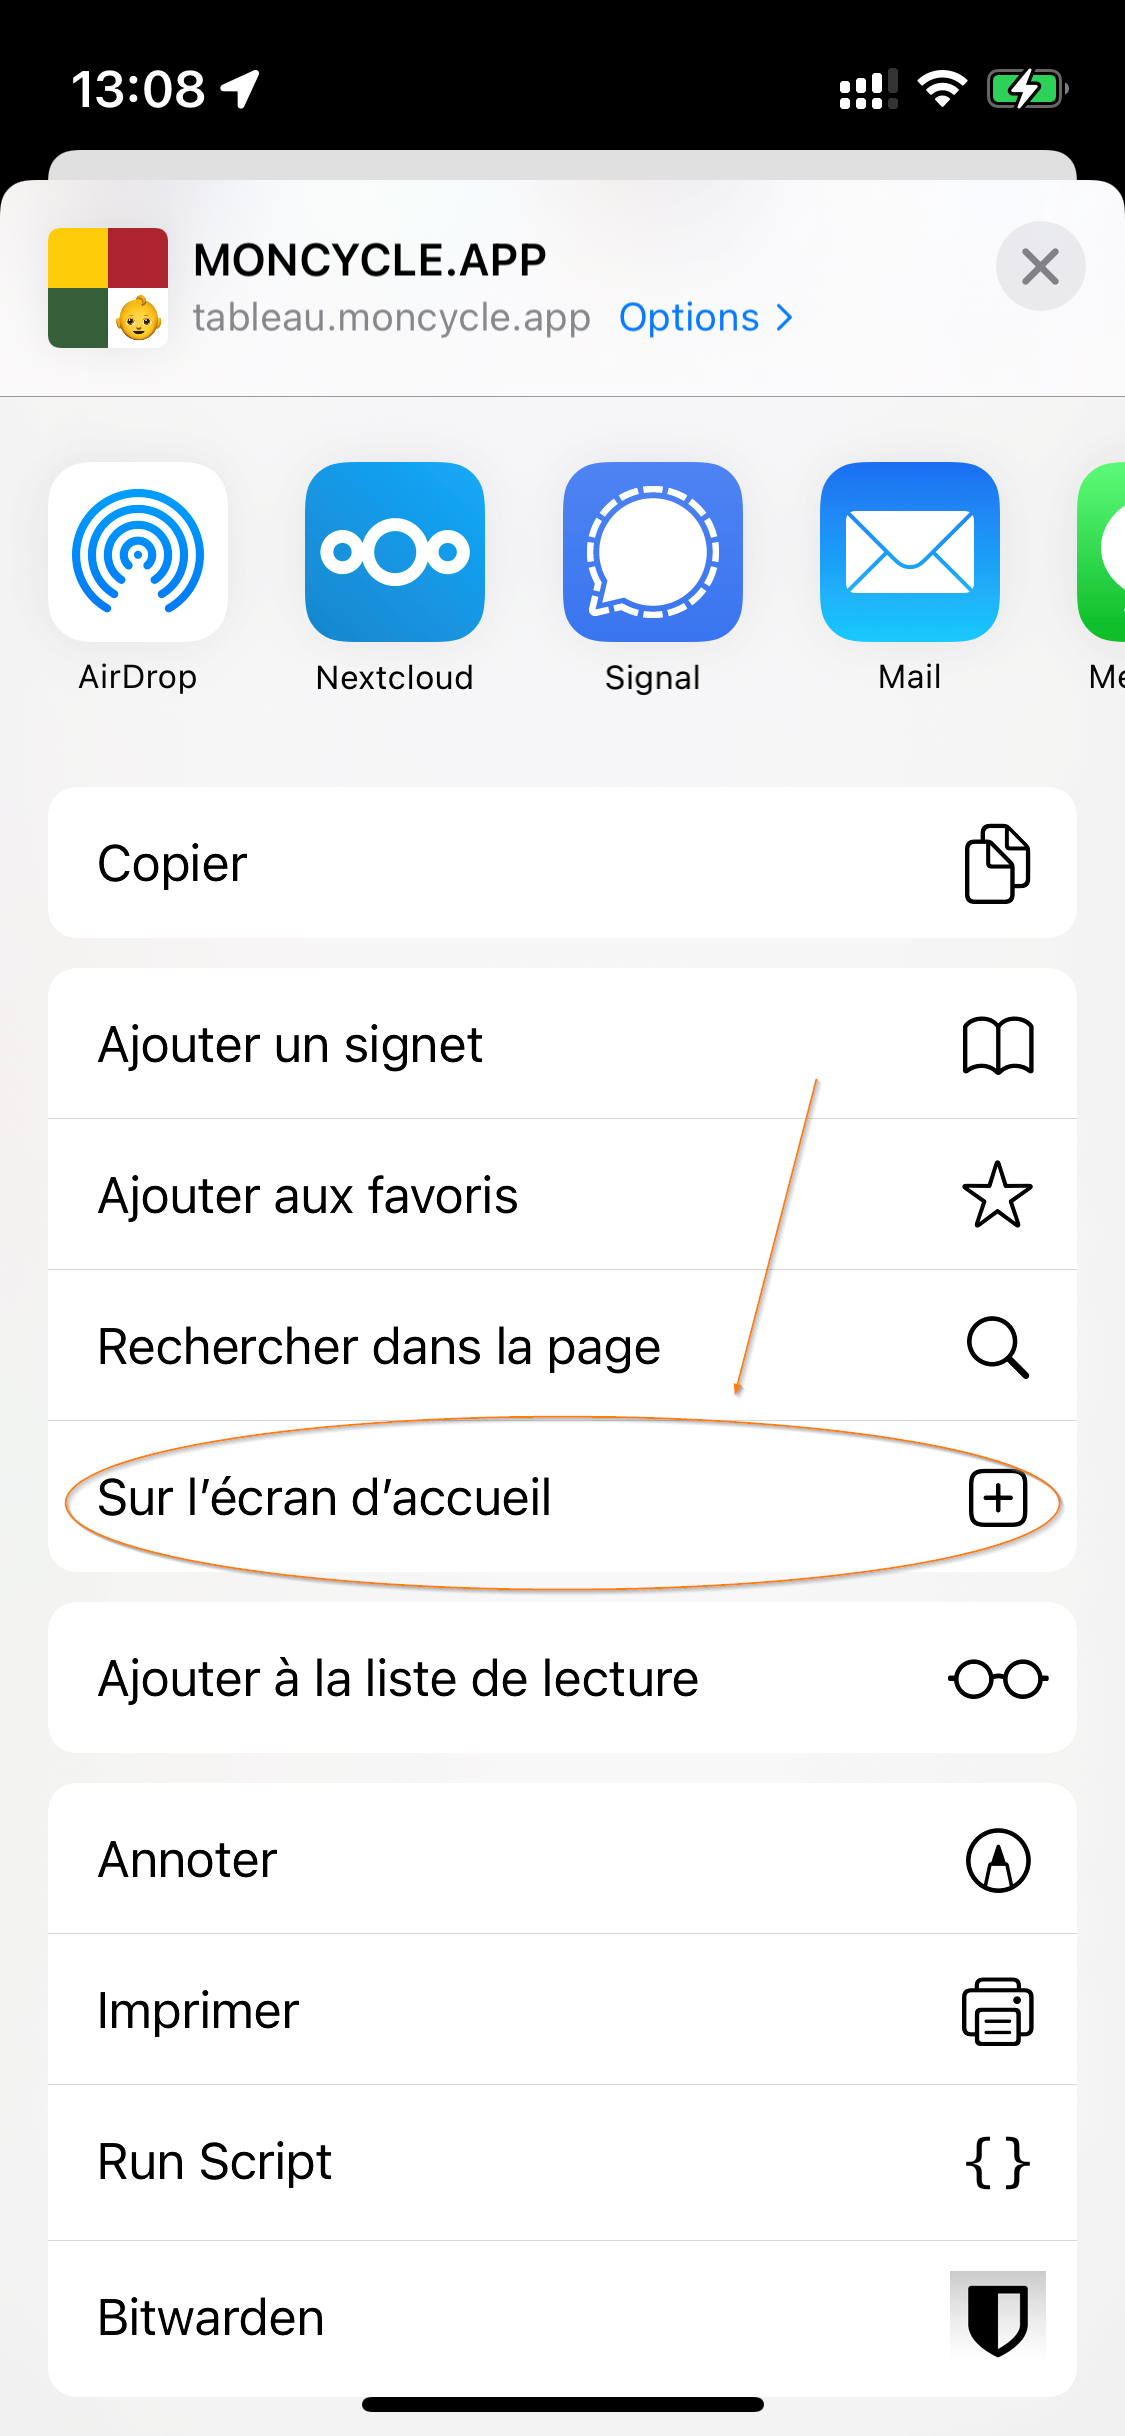 13:08
MONCYCLE.APP
tableau.moncycle.app Options >
AirDrop Nextcloud Signal Mail Me
Copier
Ajouter un signet
Ajouter aux favoris
Rechercher dans la page
Sur l’écran d’accueil
Ajouter à la liste de lecture
Annoter
Imprimer
Run Script
Bitwarden